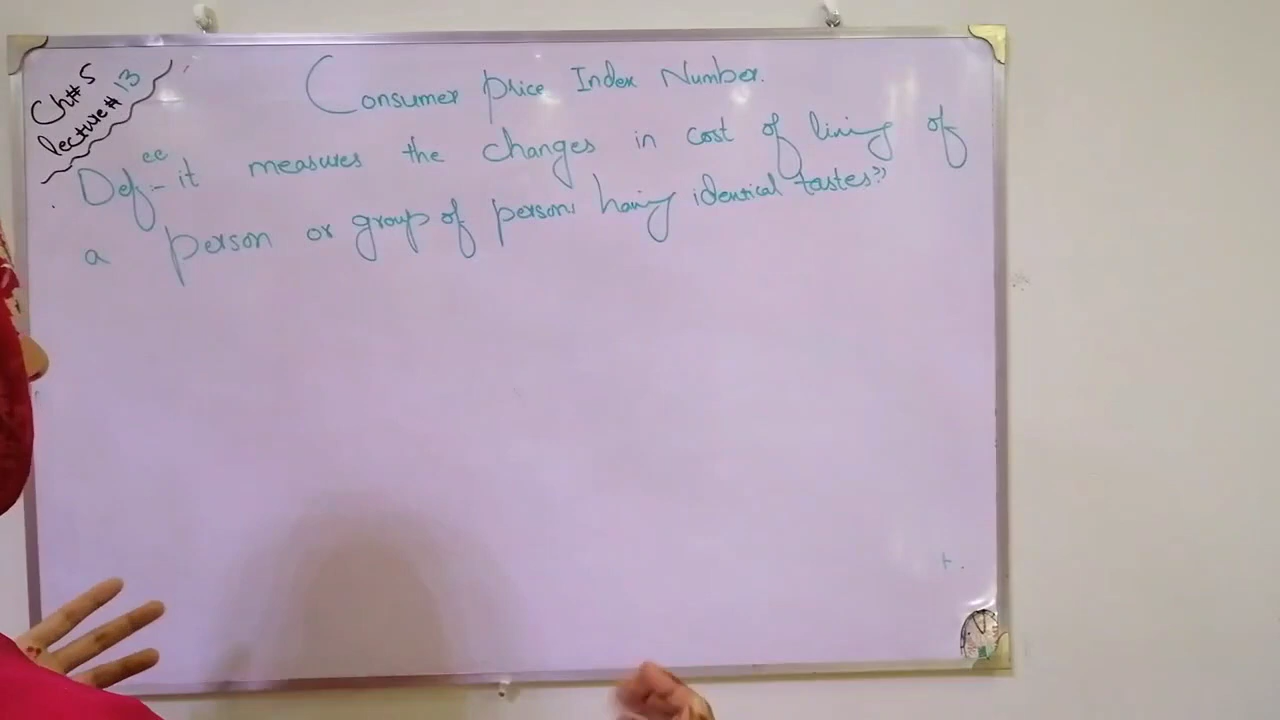 Ch# 5
lecture# 13
Consumer price Index Number.
Def:- "it measures the changes in cost of living of
a person or group of persons having identical tastes"